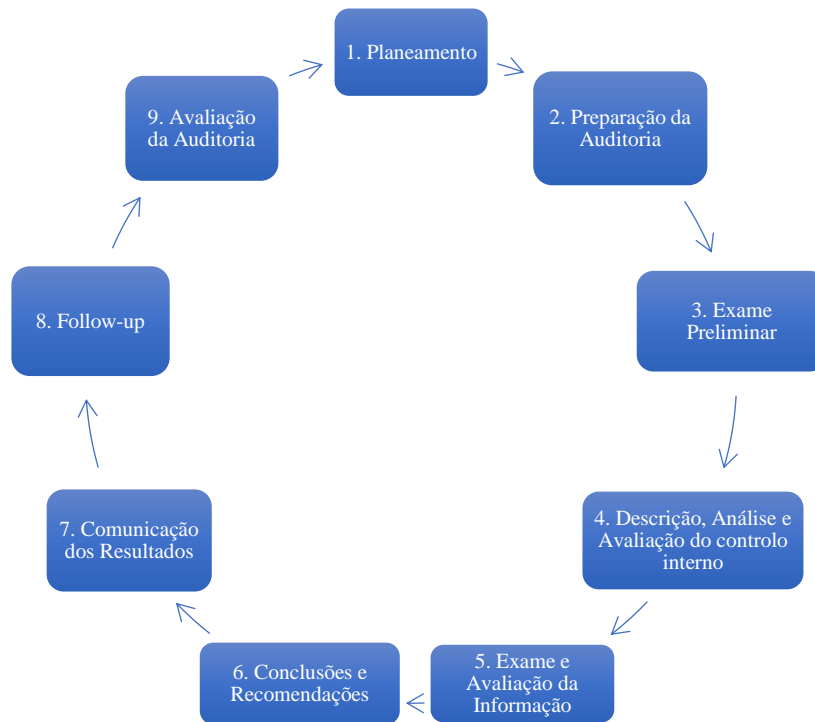 1. Planeamento
2. Preparação da
Auditoria
3. Exame
Preliminar
4. Descrição, Análise e
Avaliação do controlo
interno
5. Exame e
Avaliação da
Informação
6. Conclusões e
Recomendações
7. Comunicação
dos Resultados
8. Follow-up
9. Avaliação
da Auditoria